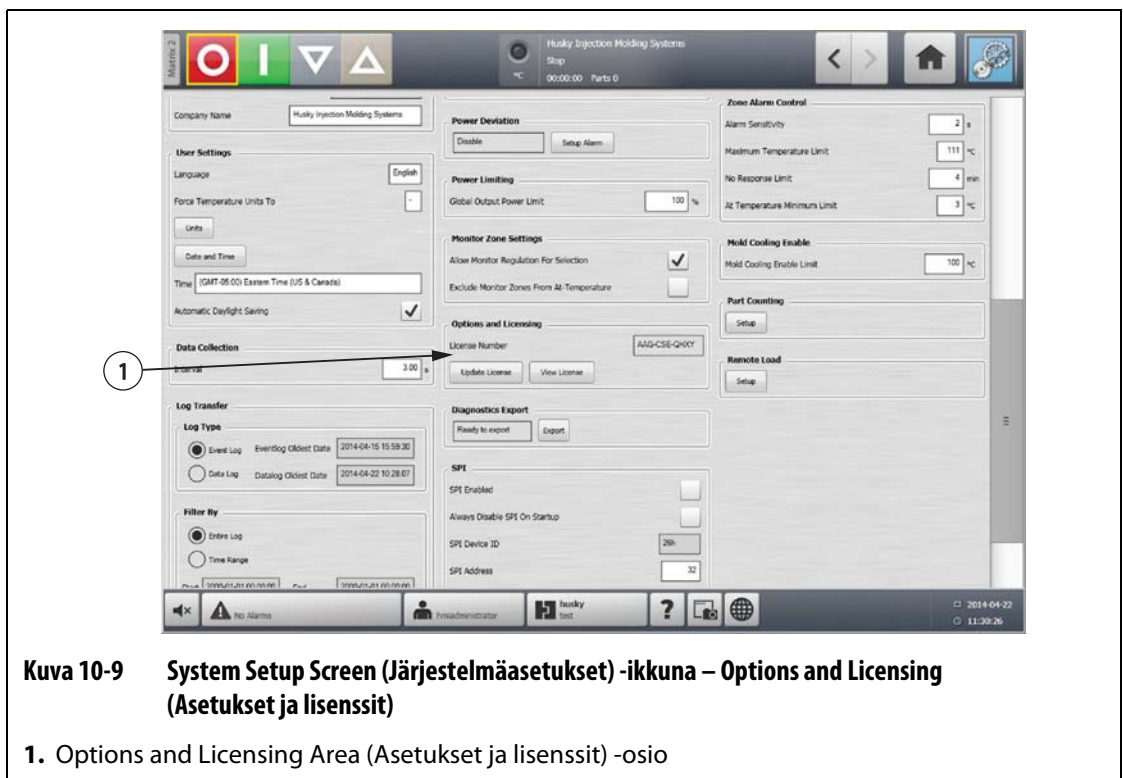 Matrix 2
Husky Injection Molding Systems
Stop
°C 00:00:00 Parts 0
Company Name Husky Injection Molding Systems
User Settings
Language English
Force Temperature Units To -
Units
Date and Time
Time (GMT-05:00) Eastern Time (US & Canada)
Automatic Daylight Saving
Data Collection
Interval 3.00 s
Log Transfer
Log Type
Event Log Eventlog Oldest Date 2014-04-15 15:59:30
Data Log Datalog Oldest Date 2014-04-22 10:28:07
Filter By
Entire Log
Time Range
Power Deviation
Disable Setup Alarm
Power Limiting
Global Output Power Limit 100 %
Monitor Zone Settings
Allow Monitor Regulation For Selection
Exclude Monitor Zones From At-Temperature
Options and Licensing
License Number
Update License View License
Diagnostics Export
Ready to export Export
SPI
SPI Enabled
Always Disable SPI On Startup
SPI Device ID 26h
SPI Address 32
Zone Alarm Control
Alarm Sensitivity 2 s
Maximum Temperature Limit 111 °C
No Response Limit 4 min
At Temperature Minimum Limit 3 °C
Mold Cooling Enable
Mold Cooling Enable Limit 100 °C
Part Counting
Setup
Remote Load
Setup
1
No Alarms
hmiadministrator
husky
test
?
2014-04-22
11:30:26
Kuva 10-9 System Setup Screen (Järjestelmäasetukset) -ikkuna – Options and Licensing
(Asetukset ja lisenssit)
1. Options and Licensing Area (Asetukset ja lisenssit) -osio